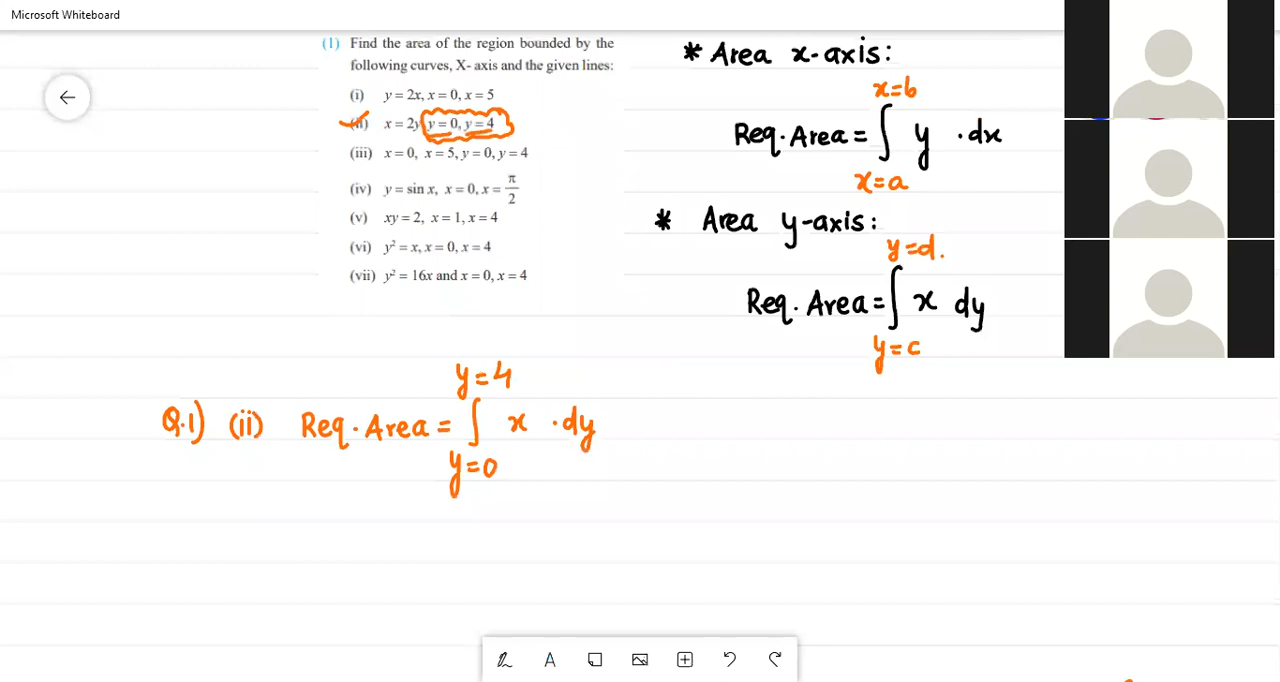 Microsoft Whiteboard
(1) Find the area of the region bounded by the
following curves, X- axis and the given lines:
(i) y = 2x, x = 0, x = 5
(ii) x = 2y, y = 0, y = 4
(iii) x = 0, x = 5, y = 0, y = 4
(iv) y = sin x, x = 0, x = π/2
(v) xy = 2, x = 1, x = 4
(vi) y² = x, x = 0, x = 4
(vii) y² = 16x and x = 0, x = 4
* Area x-axis:
x=b
Req. Area = ∫ y · dx
x=a
* Area y-axis:
y=d.
Req. Area = ∫ x dy
y=c
y=4
Q.1) (ii) Req. Area = ∫ x · dy
y=0
A